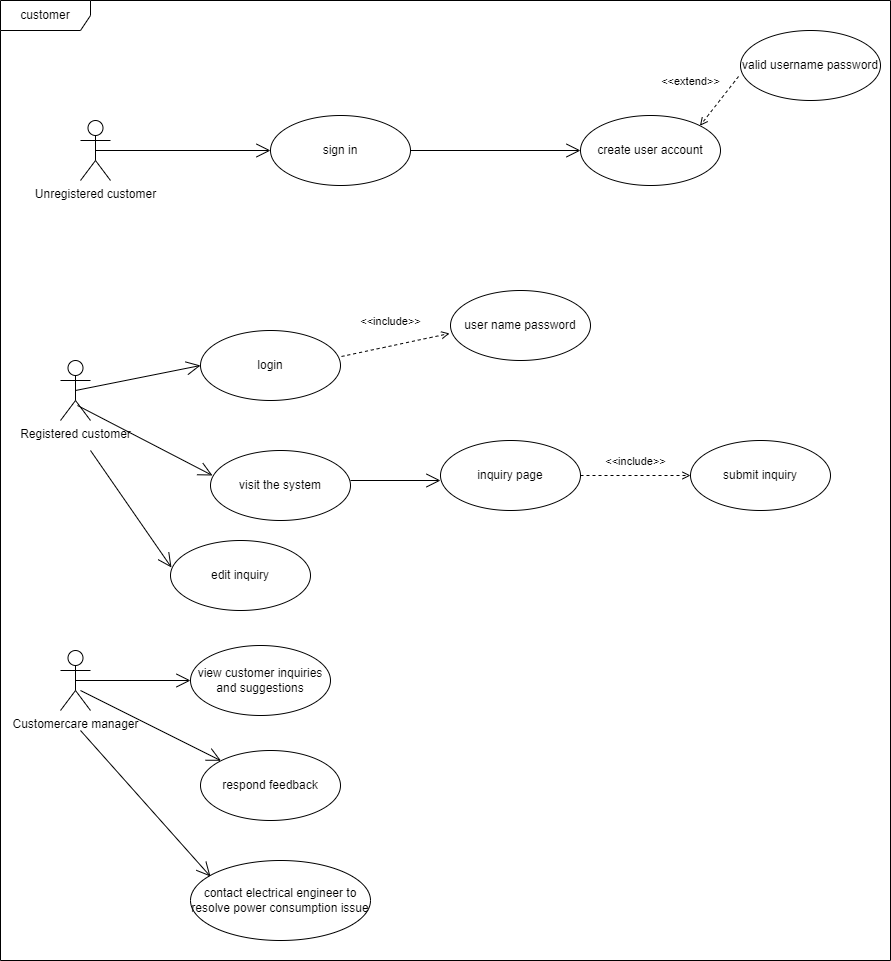 customer
valid username password
<<extend>>
sign in
create user account
Unregistered customer
<<include>>
user name password
login
Registered customer
visit the system
inquiry page
<<include>>
submit inquiry
edit inquiry
view customer inquiries
and suggestions
Customercare manager
respond feedback
contact electrical engineer to
resolve power consumption issue